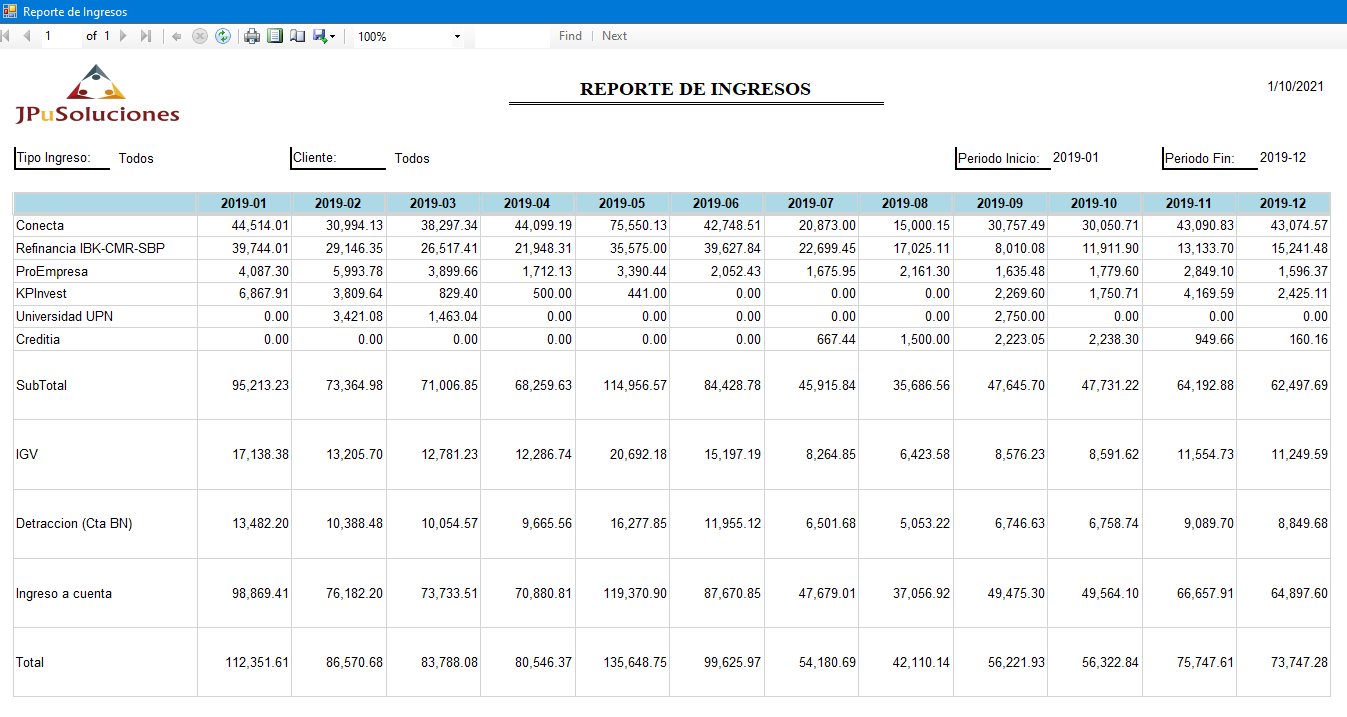 Reporte de Ingresos
1 of 1 100% Find | Next
JPuSoluciones
REPORTE DE INGRESOS 1/10/2021
Tipo Ingreso: Todos Cliente: Todos Periodo Inicio: 2019-01 Periodo Fin: 2019-12
2019-01 2019-02 2019-03 2019-04 2019-05 2019-06 2019-07 2019-08 2019-09 2019-10 2019-11 2019-12
Conecta 44,514.01 30,994.13 38,297.34 44,099.19 75,550.13 42,748.51 20,873.00 15,000.15 30,757.49 30,050.71 43,090.83 43,074.57
Refinancia IBK-CMR-SBP 39,744.01 29,146.35 26,517.41 21,948.31 35,575.00 39,627.84 22,699.45 17,025.11 8,010.08 11,911.90 13,133.70 15,241.48
ProEmpresa 4,087.30 5,993.78 3,899.66 1,712.13 3,390.44 2,052.43 1,675.95 2,161.30 1,635.48 1,779.60 2,849.10 1,596.37
KPInvest 6,867.91 3,809.64 829.40 500.00 441.00 0.00 0.00 0.00 2,269.60 1,750.71 4,169.59 2,425.11
Universidad UPN 0.00 3,421.08 1,463.04 0.00 0.00 0.00 0.00 0.00 2,750.00 0.00 0.00 0.00
Creditia 0.00 0.00 0.00 0.00 0.00 0.00 667.44 1,500.00 2,223.05 2,238.30 949.66 160.16
SubTotal 95,213.23 73,364.98 71,006.85 68,259.63 114,956.57 84,428.78 45,915.84 35,686.56 47,645.70 47,731.22 64,192.88 62,497.69
IGV 17,138.38 13,205.70 12,781.23 12,286.74 20,692.18 15,197.19 8,264.85 6,423.58 8,576.23 8,591.62 11,554.73 11,249.59
Detraccion (Cta BN) 13,482.20 10,388.48 10,054.57 9,665.56 16,277.85 11,955.12 6,501.68 5,053.22 6,746.63 6,758.74 9,089.70 8,849.68
Ingreso a cuenta 98,869.41 76,182.20 73,733.51 70,880.81 119,370.90 87,670.85 47,679.01 37,056.92 49,475.30 49,564.10 66,657.91 64,897.60
Total 112,351.61 86,570.68 83,788.08 80,546.37 135,648.75 99,625.97 54,180.69 42,110.14 56,221.93 56,322.84 75,747.61 73,747.28